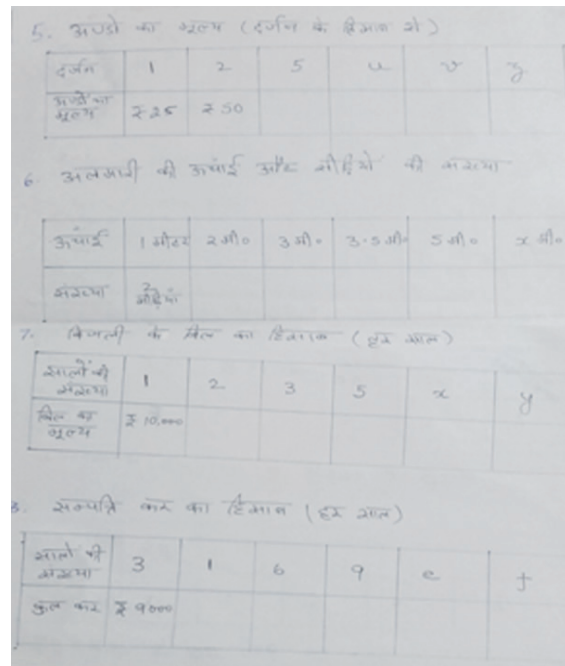 5. अण्डो का मूल्य (दर्जन के हिसाब से)
दर्जन 1 2 5 u v z
अण्डों का मूल्य ₹25 ₹50
6. अलमारी की ऊंचाई और सीढ़ियो की संख्या
ऊंचाई 1 मीटर 2 मी० 3 मी० 3.5 मी० 5 मी० x मी०
संख्या 2 सीढ़ियां
7. बिजली के बिल का हिसाब (हर साल)
सालों की संख्या 1 2 3 5 x y
बिल का मूल्य ₹ 10,000
8. सम्पत्ति कर का हिसाब (हर साल)
सालो की संख्या 3 1 6 9 e f
कुल कर ₹ 9000